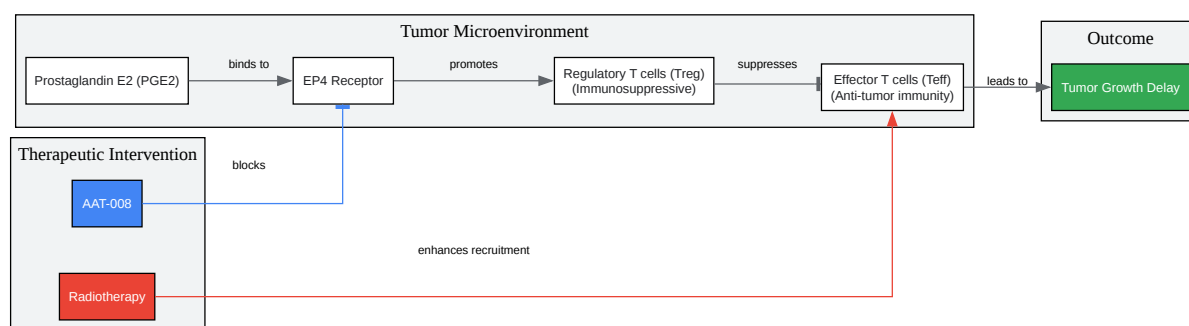 Tumor Microenvironment
Outcome
Prostaglandin E2 (PGE2)
binds to
EP4 Receptor
promotes
Regulatory T cells (Treg)
(Immunosuppressive)
suppresses
Effector T cells (Teff)
(Anti-tumor immunity)
leads to
Tumor Growth Delay
Therapeutic Intervention
blocks
AAT-008
enhances recruitment
Radiotherapy